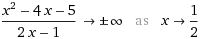 (x² − 4 x − 5)/(2 x − 1) → ±∞ as x → 1/2